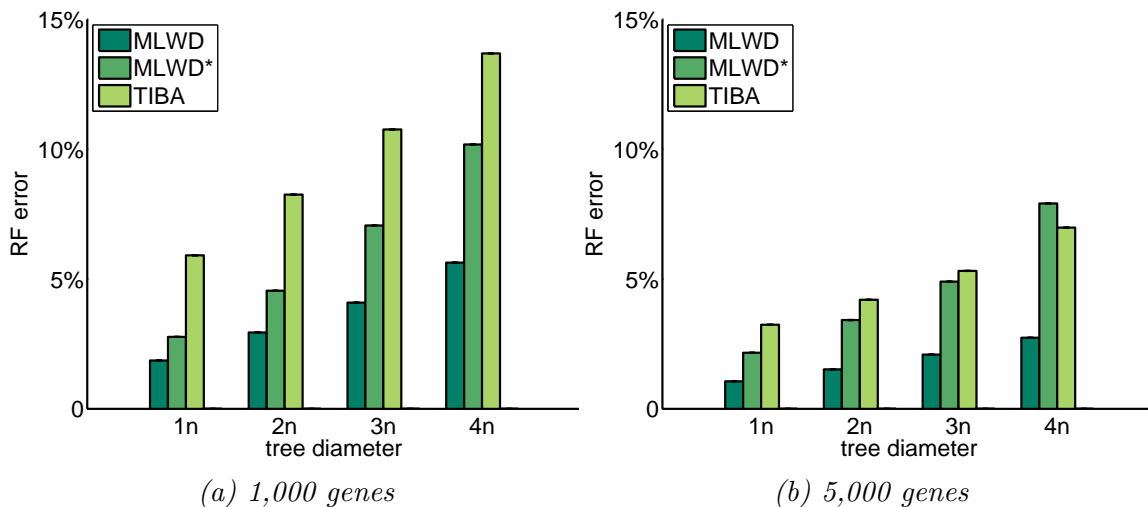 15%
10%
5%
0
RF error
MLWD
MLWD*
TIBA
1n 2n 3n 4n
tree diameter
(a) 1,000 genes
15%
10%
5%
0
RF error
MLWD
MLWD*
TIBA
1n 2n 3n 4n
tree diameter
(b) 5,000 genes